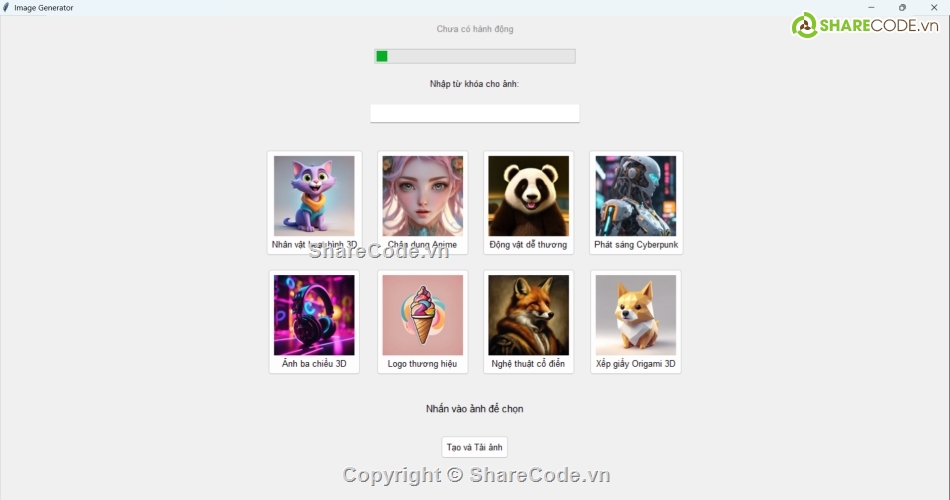 Image Generator
SHARECODE.vn
Chưa có hành động
Nhập từ khóa cho ảnh:
Nhân vật hoạt hình 3D
Chân dung Anime
Động vật dễ thương
Phát sáng Cyberpunk
ShareCode.vn
Ảnh ba chiều 3D
Logo thương hiệu
Nghệ thuật cổ điển
Xếp giấy Origami 3D
Nhấn vào ảnh để chọn
Tạo và Tải ảnh
Copyright © ShareCode.vn